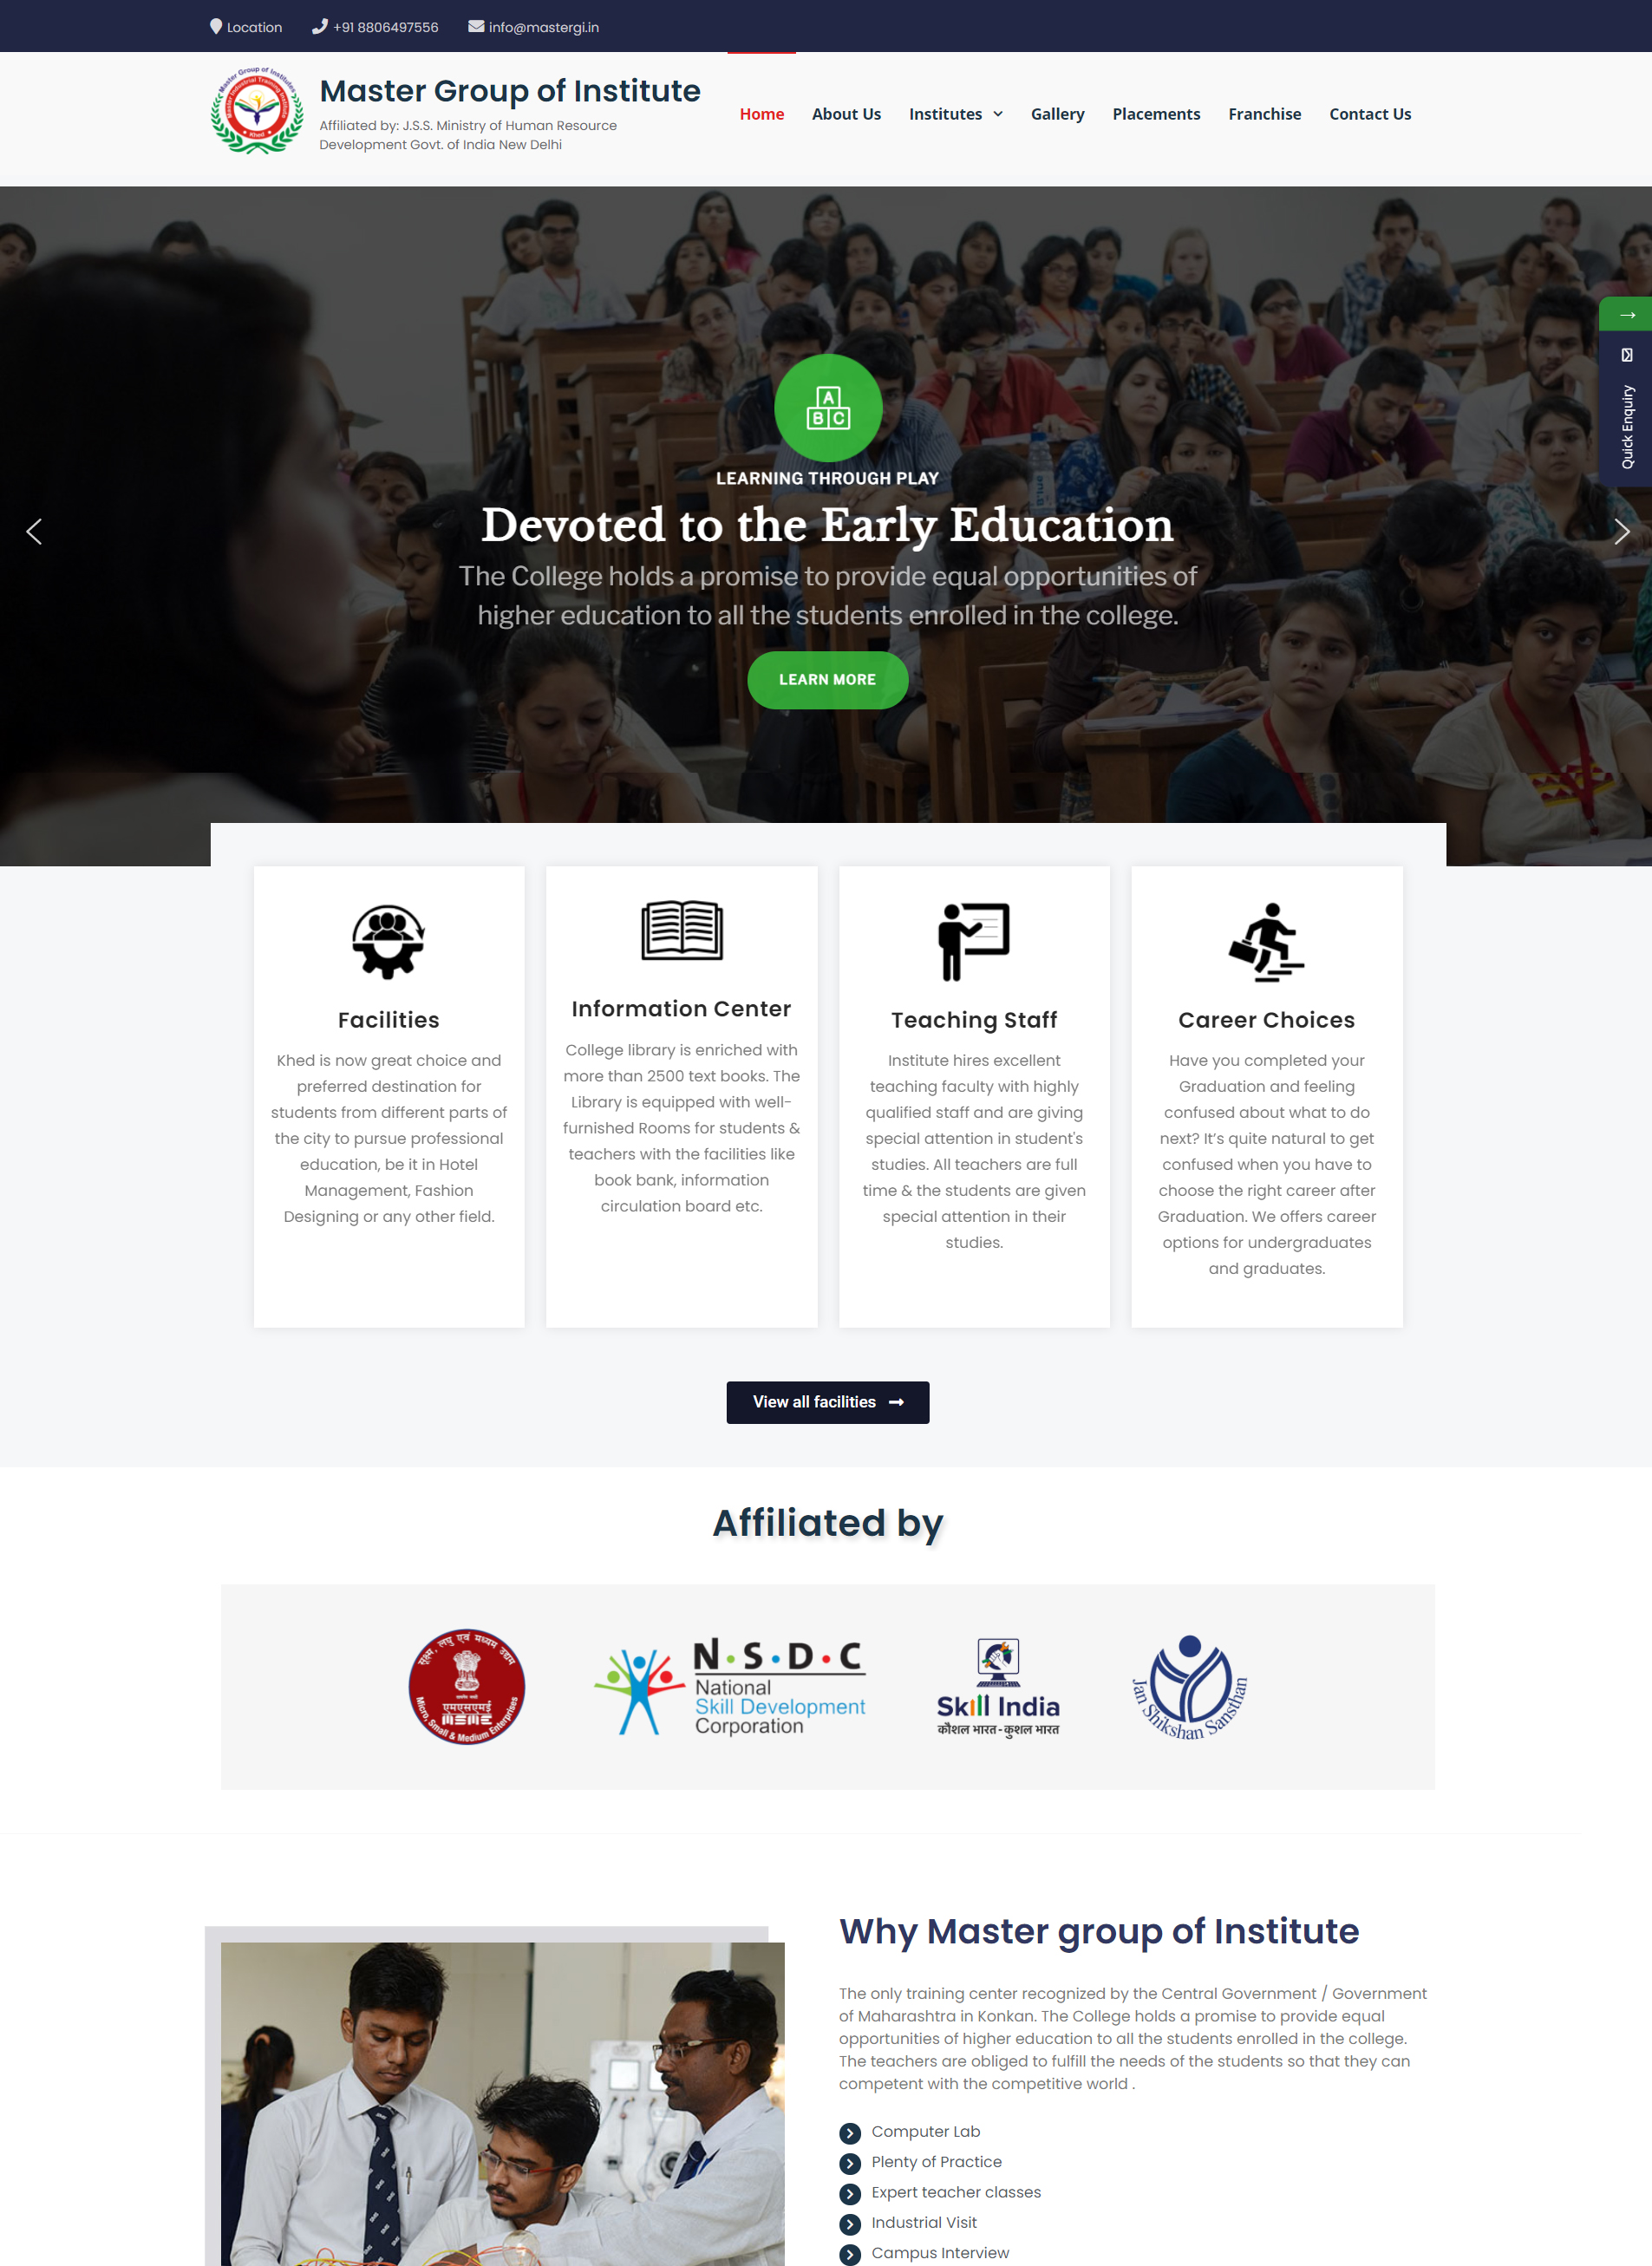 Location
+91 8806497556
info@mastergi.in
Master Group of Institutes
Master Industrial Training Institute
Khed
Master Group of Institute
Affiliated by: J.S.S. Ministry of Human Resource
Development Govt. of India New Delhi
Home
About Us
Institutes
Gallery
Placements
Franchise
Contact Us
→
Quick Enquiry
A
B C
LEARNING THROUGH PLAY
Devoted to the Early Education
The College holds a promise to provide equal opportunities of
higher education to all the students enrolled in the college.
LEARN MORE
Facilities
Khed is now great choice and
preferred destination for
students from different parts of
the city to pursue professional
education, be it in Hotel
Management, Fashion
Designing or any other field.
Information Center
College library is enriched with
more than 2500 text books. The
Library is equipped with well-
furnished Rooms for students &
teachers with the facilities like
book bank, information
circulation board etc.
Teaching Staff
Institute hires excellent
teaching faculty with highly
qualified staff and are giving
special attention in student's
studies. All teachers are full
time & the students are given
special attention in their
studies.
Career Choices
Have you completed your
Graduation and feeling
confused about what to do
next? It’s quite natural to get
confused when you have to
choose the right career after
Graduation. We offers career
options for undergraduates
and graduates.
View all facilities
Affiliated by
सूक्ष्म, लघु एवं मध्यम उद्यम
एमएसएमई
MSME
Micro, Small & Medium Enterprises
N·S·D·C
National
Skill Development
Corporation
Skill India
कौशल भारत-कुशल भारत
Jan Shikshan Sansthan
Why Master group of Institute
The only training center recognized by the Central Government / Government
of Maharashtra in Konkan. The College holds a promise to provide equal
opportunities of higher education to all the students enrolled in the college.
The teachers are obliged to fulfill the needs of the students so that they can
competent with the competitive world .
Computer Lab
Plenty of Practice
Expert teacher classes
Industrial Visit
Campus Interview